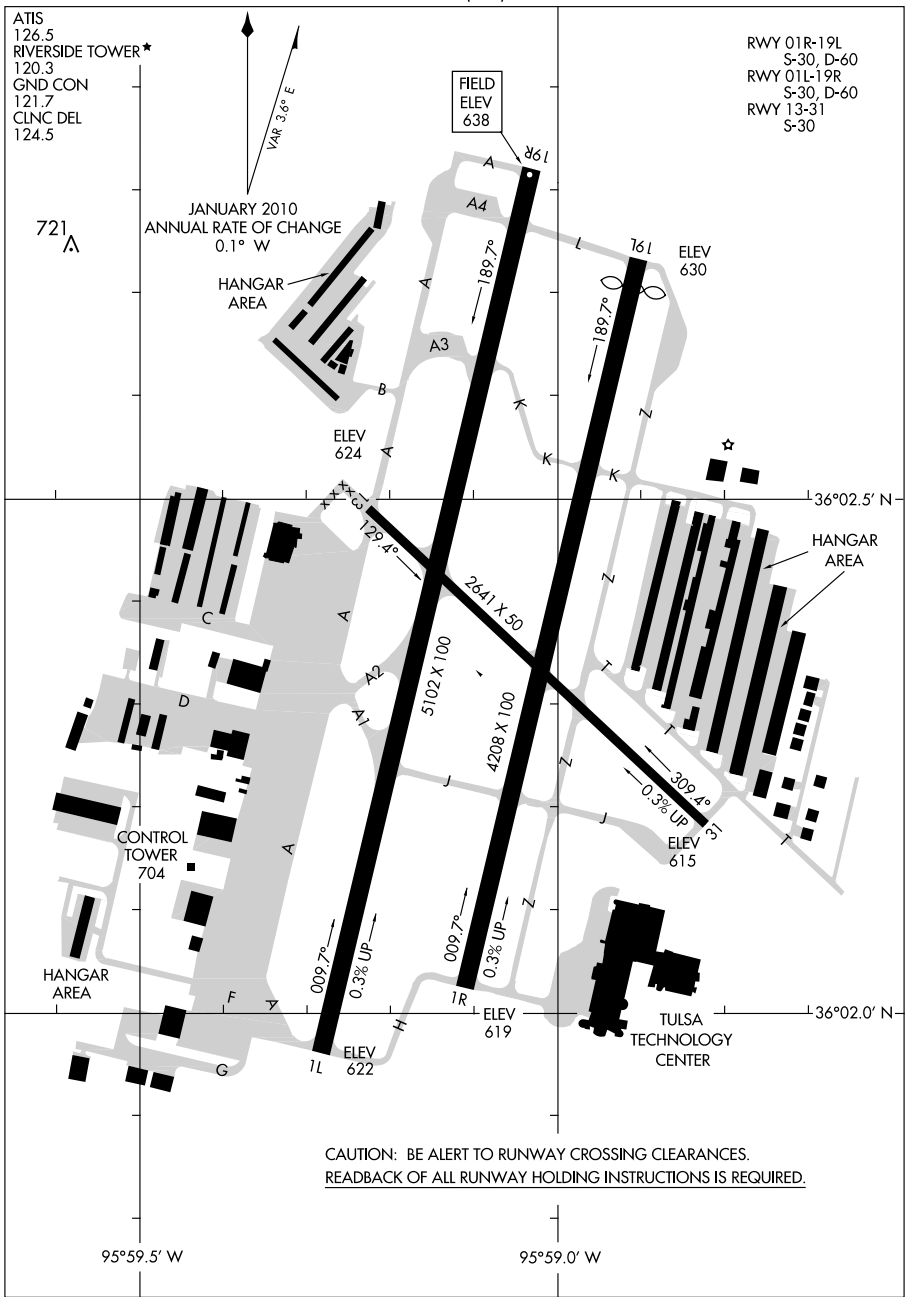 ATIS
126.5
RIVERSIDE TOWER★
120.3
GND CON
121.7
CLNC DEL
124.5
VAR 3.6° E
JANUARY 2010
ANNUAL RATE OF CHANGE
0.1° W
RWY 01R-19L
S-30, D-60
RWY 01L-19R
S-30, D-60
RWY 13-31
S-30
FIELD
ELEV
638
721
HANGAR
AREA
19R
A
A4
L
19L
ELEV
630
189.7°
189.7°
A
A3
B
K
K
K
Z
A
ELEV
624
x x x x
13
129.4°
36°02.5' N
HANGAR
AREA
2641 X 50
Z
C
A
A2
D
A1
5102 X 100
4208 X 100
T
T
T
J
Z
J
309.4°
0.3% UP
31
ELEV
615
A
CONTROL
TOWER
704
HANGAR
AREA
009.7°
0.3% UP
009.7°
0.3% UP
Z
F
A
H
G
1L
ELEV
622
1R
ELEV
619
36°02.0' N
TULSA
TECHNOLOGY
CENTER
CAUTION: BE ALERT TO RUNWAY CROSSING CLEARANCES.
READBACK OF ALL RUNWAY HOLDING INSTRUCTIONS IS REQUIRED.
95°59.5' W
95°59.0' W